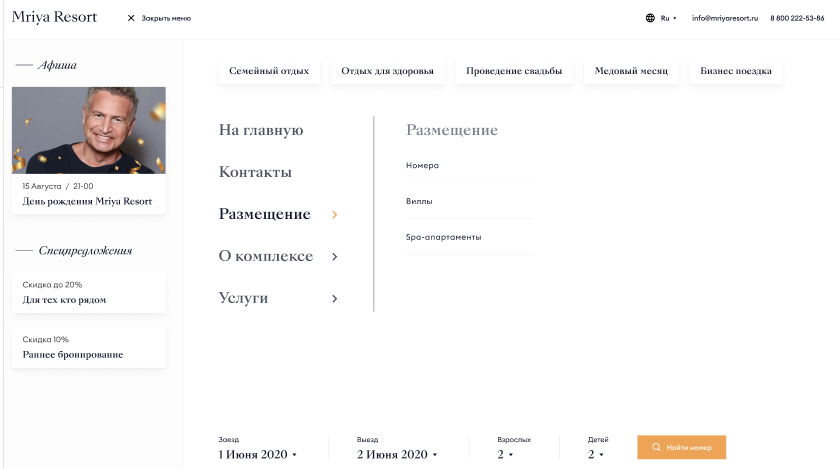 Mriya Resort
Закрыть меню
Ru
info@mriyaresort.ru
8 800 222-53-86
Афиша
15 Августа / 21-00
День рождения Mriya Resort
Спецпредложения
Скидка до 20%
Для тех кто рядом
Скидка 10%
Раннее бронирование
Семейный отдых
Отдых для здоровья
Проведение свадьбы
Медовый месяц
Бизнес поездка
На главную
Контакты
Размещение
О комплексе
Услуги
Размещение
Номера
Виллы
Spa-апартаменты
Заезд
1 Июня 2020
Выезд
2 Июня 2020
Взрослых
2
Детей
2
Найти номер